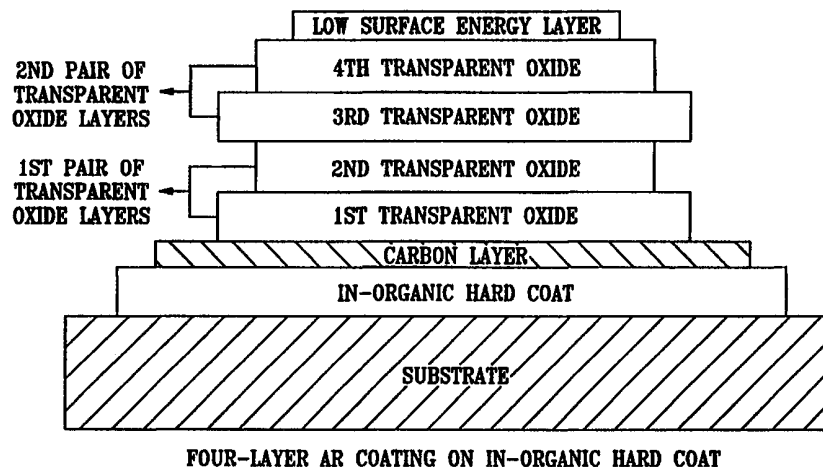 LOW SURFACE ENERGY LAYER
2ND PAIR OF
TRANSPARENT
OXIDE LAYERS
4TH TRANSPARENT OXIDE
3RD TRANSPARENT OXIDE
1ST PAIR OF
TRANSPARENT
OXIDE LAYERS
2ND TRANSPARENT OXIDE
1ST TRANSPARENT OXIDE
CARBON LAYER
IN-ORGANIC HARD COAT
SUBSTRATE
FOUR-LAYER AR COATING ON IN-ORGANIC HARD COAT